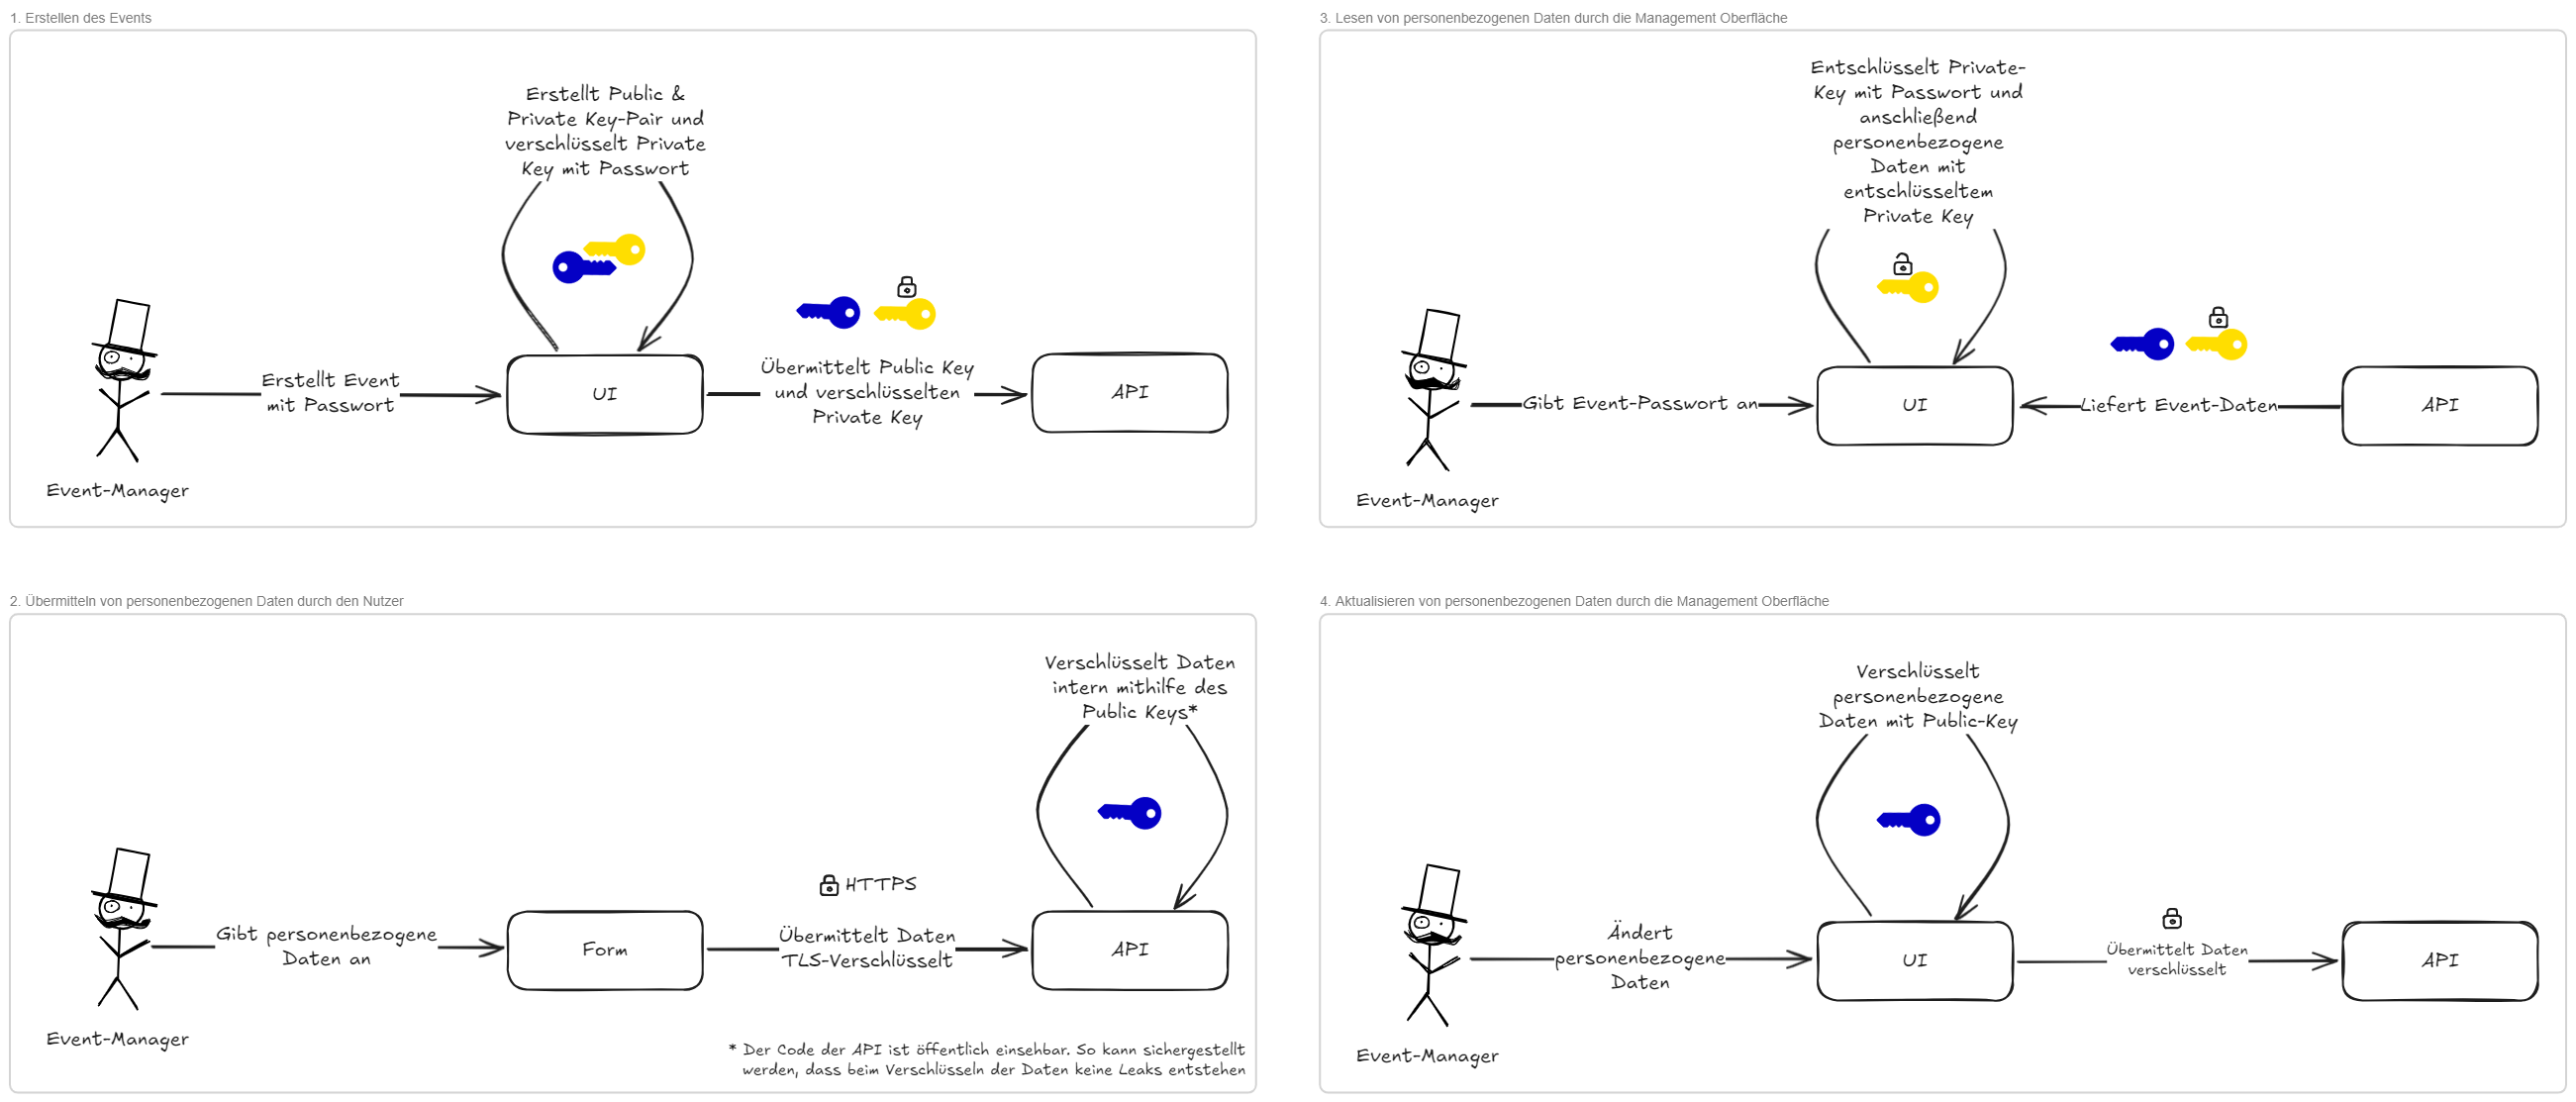 1. Erstellen des Events
Erstellt Public &
Private Key-Pair und
verschlüsselt Private
Key mit Passwort
Erstellt Event
mit Passwort
UI
Übermittelt Public Key
und verschlüsselten
Private Key
API
Event-Manager
2. Übermitteln von personenbezogenen Daten durch den Nutzer
Verschlüsselt Daten
intern mithilfe des
Public Keys*
HTTPS
Gibt personenbezogene
Daten an
Form
Übermittelt Daten
TLS-Verschlüsselt
API
Event-Manager
* Der Code der API ist öffentlich einsehbar. So kann sichergestellt
werden, dass beim Verschlüsseln der Daten keine Leaks entstehen
3. Lesen von personenbezogenen Daten durch die Management Oberfläche
Entschlüsselt Private-
Key mit Passwort und
anschließend
personenbezogene
Daten mit
entschlüsseltem
Private Key
Gibt Event-Passwort an
UI
Liefert Event-Daten
API
Event-Manager
4. Aktualisieren von personenbezogenen Daten durch die Management Oberfläche
Verschlüsselt
personenbezogene
Daten mit Public-Key
Ändert
personenbezogene
Daten
UI
Übermittelt Daten
verschlüsselt
API
Event-Manager